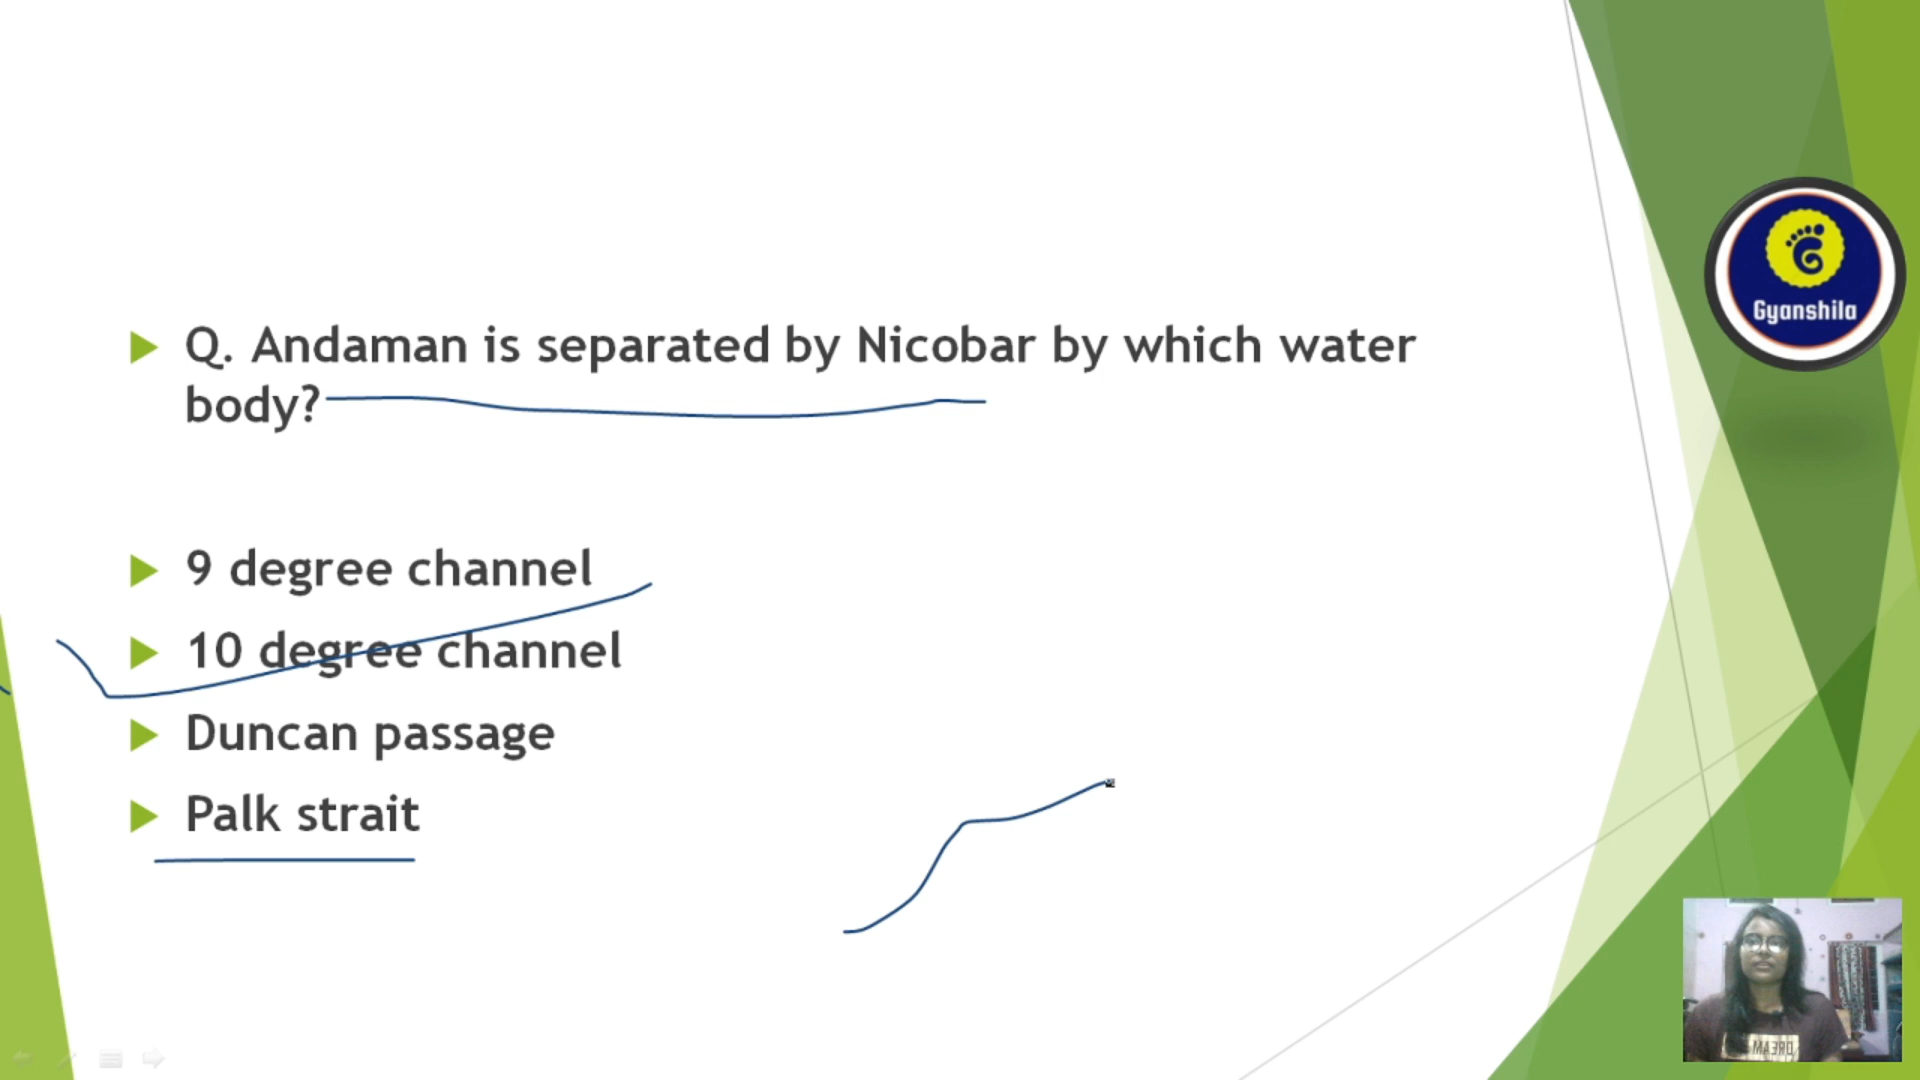 Q. Andaman is separated by Nicobar by which water
body?
9 degree channel
10 degree channel
Duncan passage
Palk strait
Gyanshila